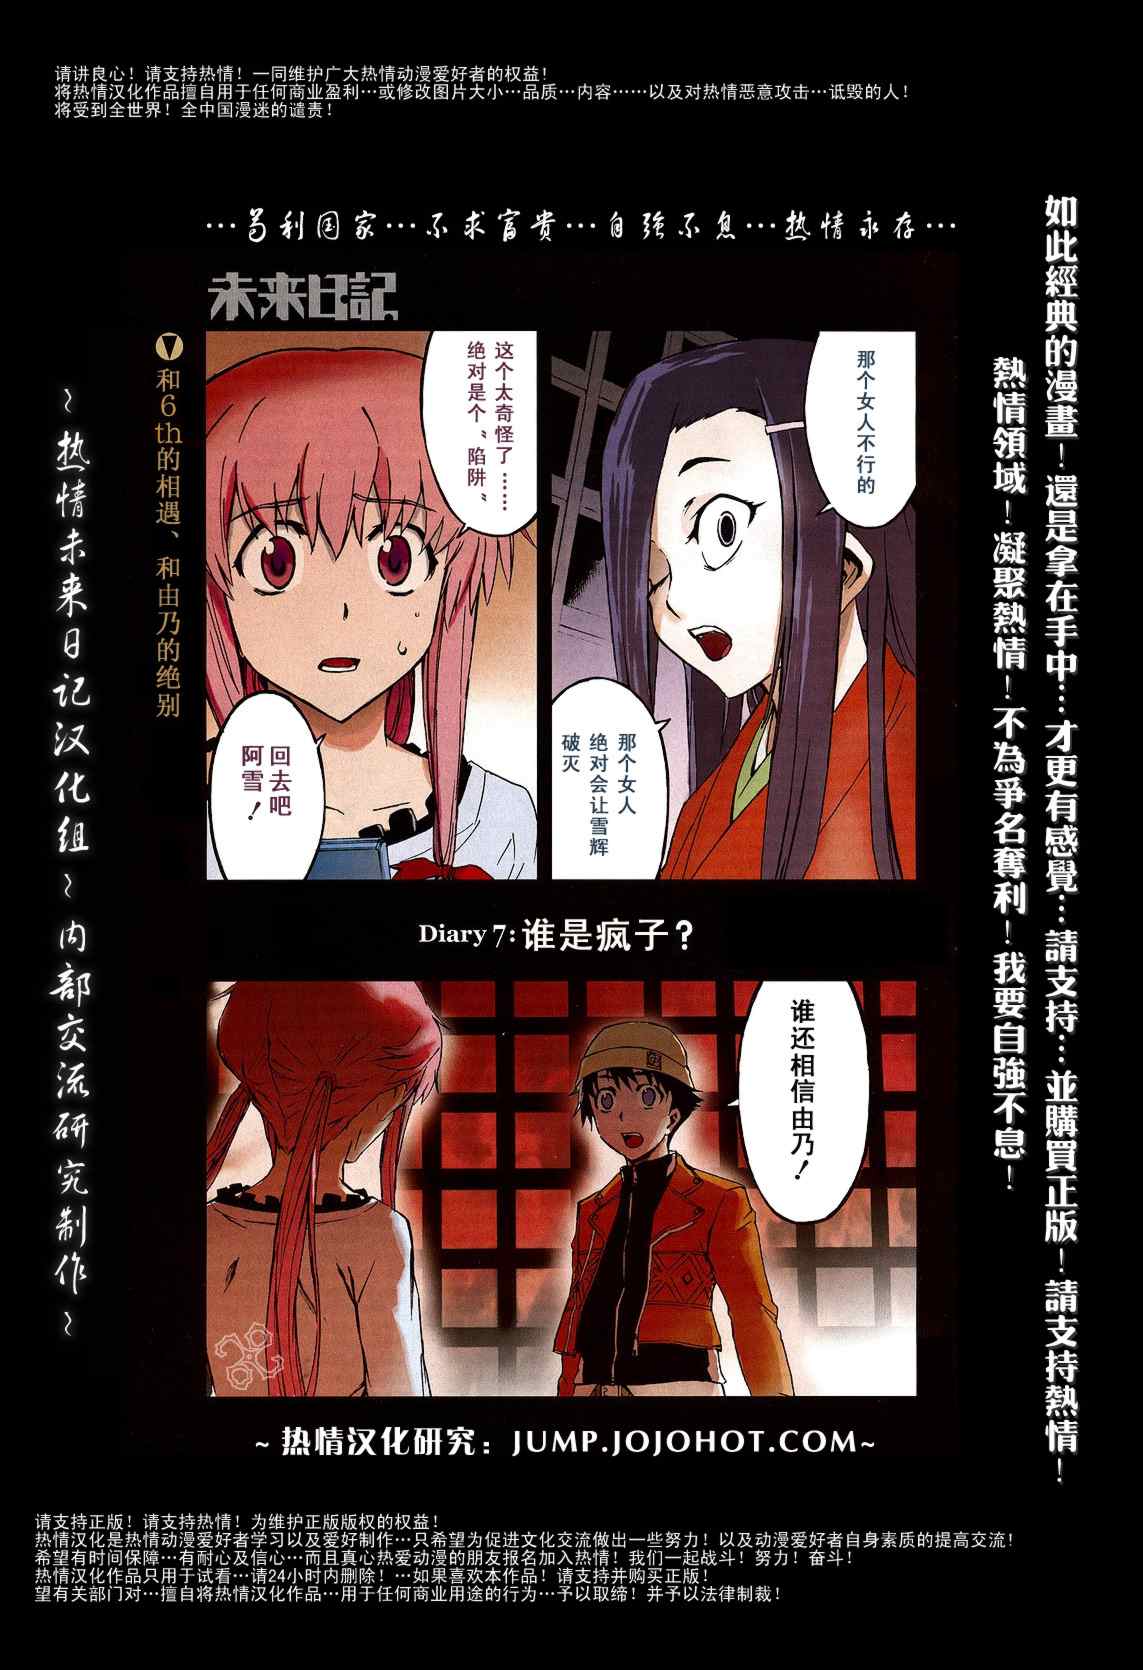 请讲良心！请支持热情！一同维护广大热情动漫爱好者的权益！
将热情汉化作品擅自用于任何商业盈利…或修改图片大小…品质…内容……以及对热情恶意攻击…诋毁的人！
将受到全世界！全中国漫迷的谴责！
…苟利国家…不求富贵…自强不息…热情永存…
如此經典的漫畫！還是拿在手中…才更有感覺…請支持…並購買正版！請支持熱情！
熱情領域！凝聚熱情！不為爭名奪利！我要自強不息！
未来日記
那个女人不行的
那个女人
绝对会让雪辉
破灭
这个太奇怪了……
绝对是个“陷阱”
回去吧
阿雪！
和6th的相遇、和由乃的绝别
~热情未来日记汉化组~内部交流研究制作~
Diary 7:谁是疯子？
谁还相信由乃！
~热情汉化研究：JUMP.JOJOHOT.COM~
请支持正版！请支持热情！为维护正版版权的权益！
热情汉化是热情动漫爱好者学习以及爱好制作…只希望为促进文化交流做出一些努力！以及动漫爱好者自身素质的提高交流！
希望有时间保障…有耐心及信心…而且真心热爱动漫的朋友报名加入热情！我们一起战斗！努力！奋斗！
热情汉化作品只用于试看…请24小时内删除！…如果喜欢本作品！请支持并购买正版！
望有关部门对…擅自将热情汉化作品…用于任何商业用途的行为…予以取缔！并予以法律制裁！